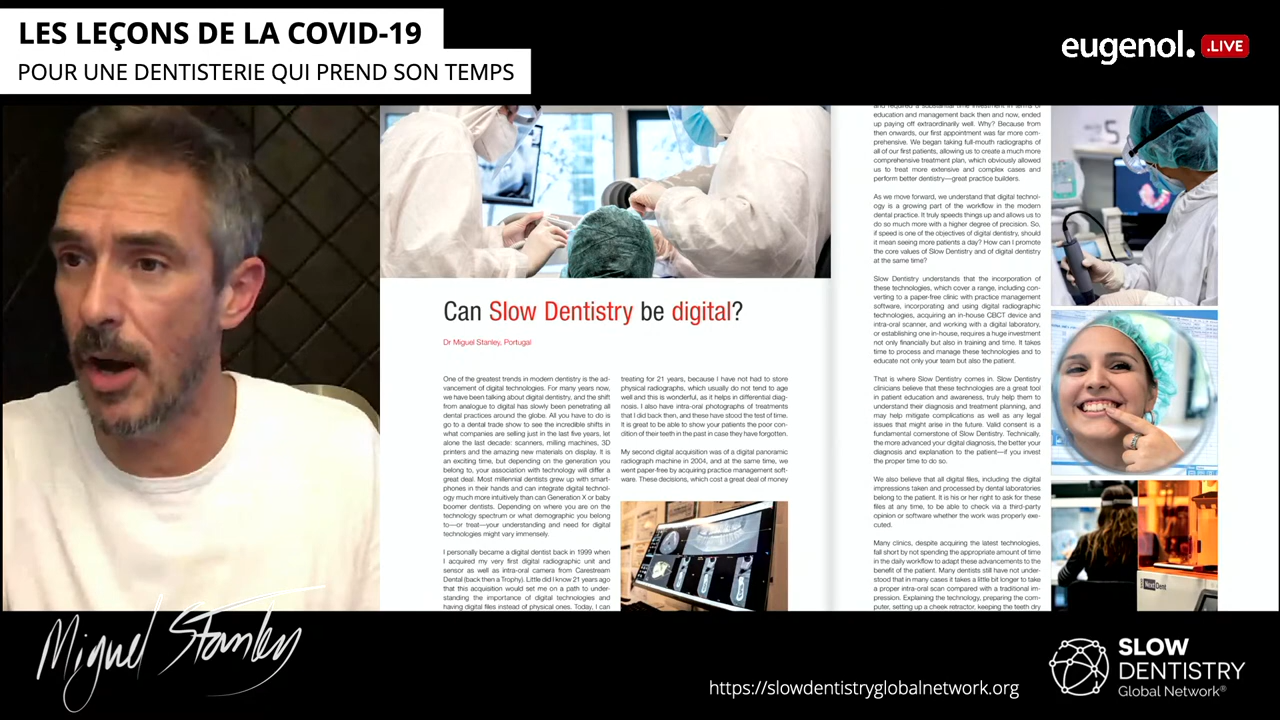 LES LEÇONS DE LA COVID-19
POUR UNE DENTISTERIE QUI PREND SON TEMPS
eugenol. .LIVE
Can Slow Dentistry be digital?
Dr Miguel Stanley, Portugal
One of the greatest trends in modern dentistry is the ad-
vancement of digital technologies. For many years now,
we have been talking about digital dentistry, and the shift
from analogue to digital has slowly been penetrating all
dental practices around the globe. All you have to do is
go to a dental trade show to see the incredible shifts in
what companies are selling just in the last five years, let
alone the last decade: scanners, milling machines, 3D
printers and the amazing new materials on display. It is
an exciting time, but depending on the generation you
belong to, your association with technology will differ a
great deal. Most millennial dentists grew up with smart-
phones in their hands and can integrate digital technol-
ogy much more intuitively than can Generation X or baby
boomer dentists. Depending on where you are on the
technology spectrum or what demographic you belong
to—or treat—your understanding and need for digital
technologies might vary immensely.
I personally became a digital dentist back in 1999 when
I acquired my very first digital radiographic unit and
sensor as well as intra-oral camera from Carestream
Dental (back then a Trophy). Little did I know 21 years ago
that this acquisition would set me on a path to under-
standing the importance of digital technologies and
having digital files instead of physical ones. Today, I can
treating for 21 years, because I have not had to store
physical radiographs, which usually do not tend to age
well and this is wonderful, as it helps in differential diag-
nosis. I also have intra-oral photographs of treatments
that I did back then, and these have stood the test of time.
It is great to be able to show your patients the poor con-
dition of their teeth in the past in case they have forgotten.
My second digital acquisition was of a digital panoramic
radiograph machine in 2004, and at the same time, we
went paper-free by acquiring practice management soft-
ware. These decisions, which cost a great deal of money
and required a substantial time investment in terms of
education and management back then and now, ended
up paying off extraordinarily well. Why? Because from
then onwards, our first appointment was far more com-
prehensive. We began taking full-mouth radiographs of
all of our first patients, allowing us to create a much more
comprehensive treatment plan, which obviously allowed
us to treat more extensive and complex cases and
perform better dentistry—great practice builders.
As we move forward, we understand that digital technol-
ogy is a growing part of the workflow in the modern
dental practice. It truly speeds things up and allows us to
do so much more with a higher degree of precision. So,
if speed is one of the objectives of digital dentistry, should
it mean seeing more patients a day? How can I promote
the core values of Slow Dentistry and of digital dentistry
at the same time?
Slow Dentistry understands that the incorporation of
these technologies, which cover a range, including con-
verting to a paper-free clinic with practice management
software, incorporating and using digital radiographic
technologies, acquiring an in-house CBCT device and
intra-oral scanner, and working with a digital laboratory,
or establishing one in-house, requires a huge investment
not only financially but also in training and time. It takes
time to process and manage these technologies and to
educate not only your team but also the patient.
That is where Slow Dentistry comes in. Slow Dentistry
clinicians believe that these technologies are a great tool
in patient education and awareness, truly help them to
understand their diagnosis and treatment planning, and
may help mitigate complications as well as any legal
issues that might arise in the future. Valid consent is a
fundamental cornerstone of Slow Dentistry. Technically,
the more advanced your digital diagnosis, the better your
diagnosis and explanation to the patient—if you invest
the proper time to do so.
We also believe that all digital files, including the digital
impressions taken and processed by dental laboratories
belong to the patient. It is his or her right to ask for these
files at any time, to be able to check via a third-party
opinion or software whether the work was properly exe-
cuted.
Many clinics, despite acquiring the latest technologies,
fall short by not spending the appropriate amount of time
in the daily workflow to adapt these advancements to the
benefit of the patient. Many dentists still have not under-
stood that in many cases it takes a little bit longer to take
a proper intra-oral scan compared with a traditional im-
pression. Explaining the technology, preparing the com-
puter, setting up a cheek retractor, keeping the teeth dry
NextDent
Miguel Stanley
https://slowdentistryglobalnetwork.org
SLOW
DENTISTRY
Global Network®